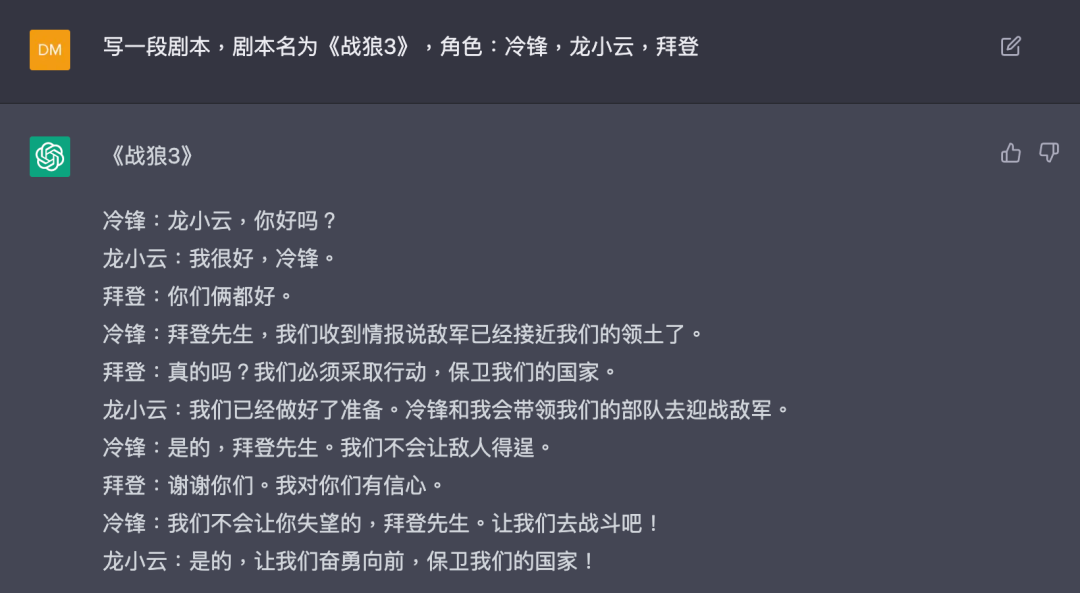 DM
写一段剧本，剧本名为《战狼3》，角色：冷锋，龙小云，拜登
《战狼3》
冷锋：龙小云，你好吗？
龙小云：我很好，冷锋。
拜登：你们俩都好。
冷锋：拜登先生，我们收到情报说敌军已经接近我们的领土了。
拜登：真的吗？我们必须采取行动，保卫我们的国家。
龙小云：我们已经做好了准备。冷锋和我会带领我们的部队去迎战敌军。
冷锋：是的，拜登先生。我们不会让敌人得逞。
拜登：谢谢你们。我对你们有信心。
冷锋：我们不会让你失望的，拜登先生。让我们去战斗吧！
龙小云：是的，让我们奋勇向前，保卫我们的国家！